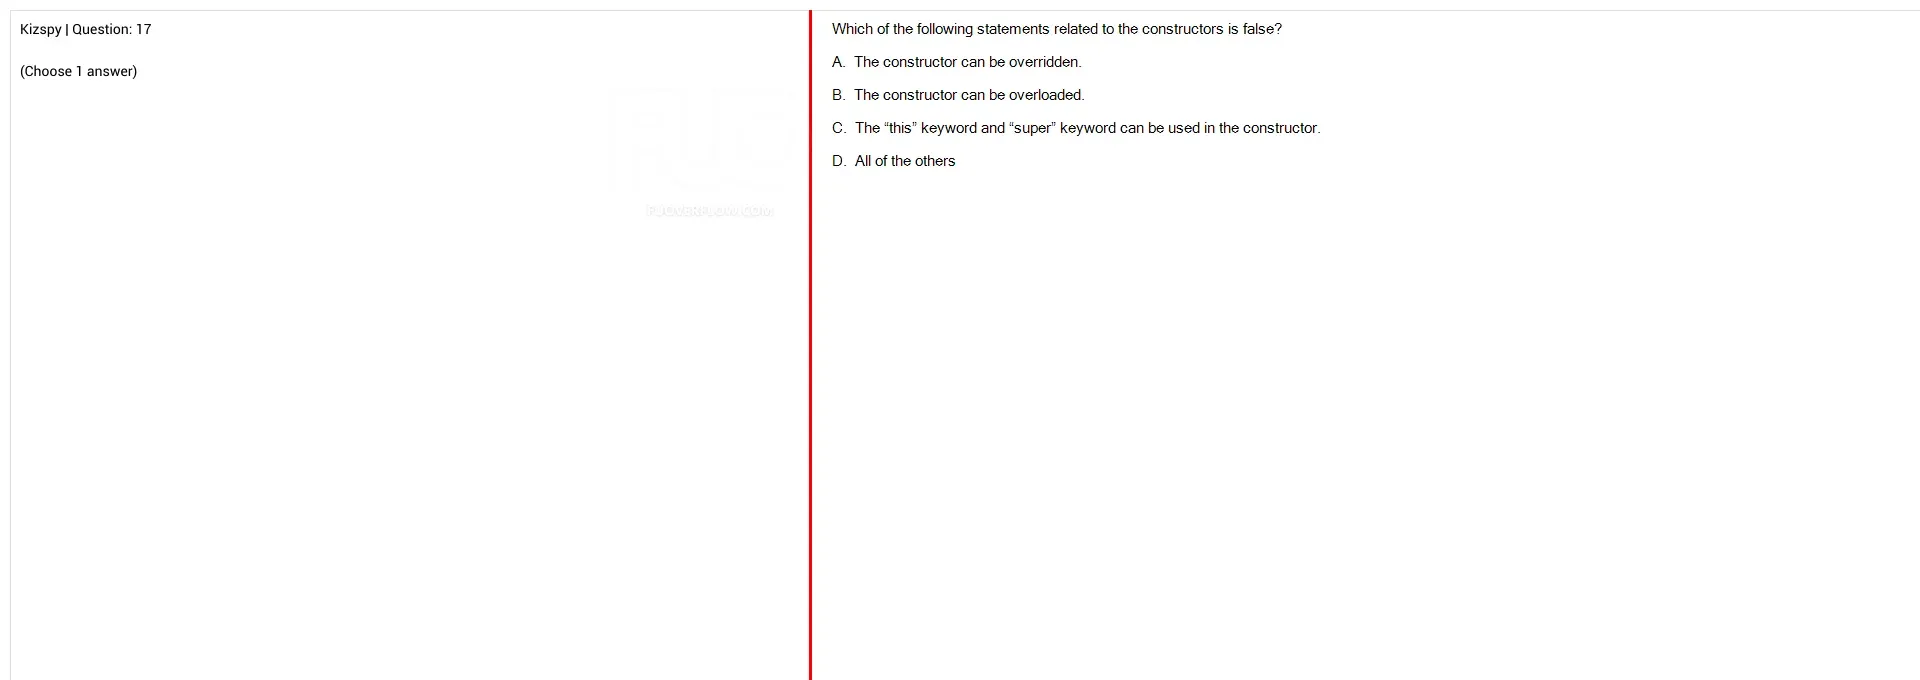 Kizspy | Question: 17
(Choose 1 answer)
FUOVERFLOW.COM
Which of the following statements related to the constructors is false?
A. The constructor can be overridden.
B. The constructor can be overloaded.
C. The “this” keyword and “super” keyword can be used in the constructor.
D. All of the others